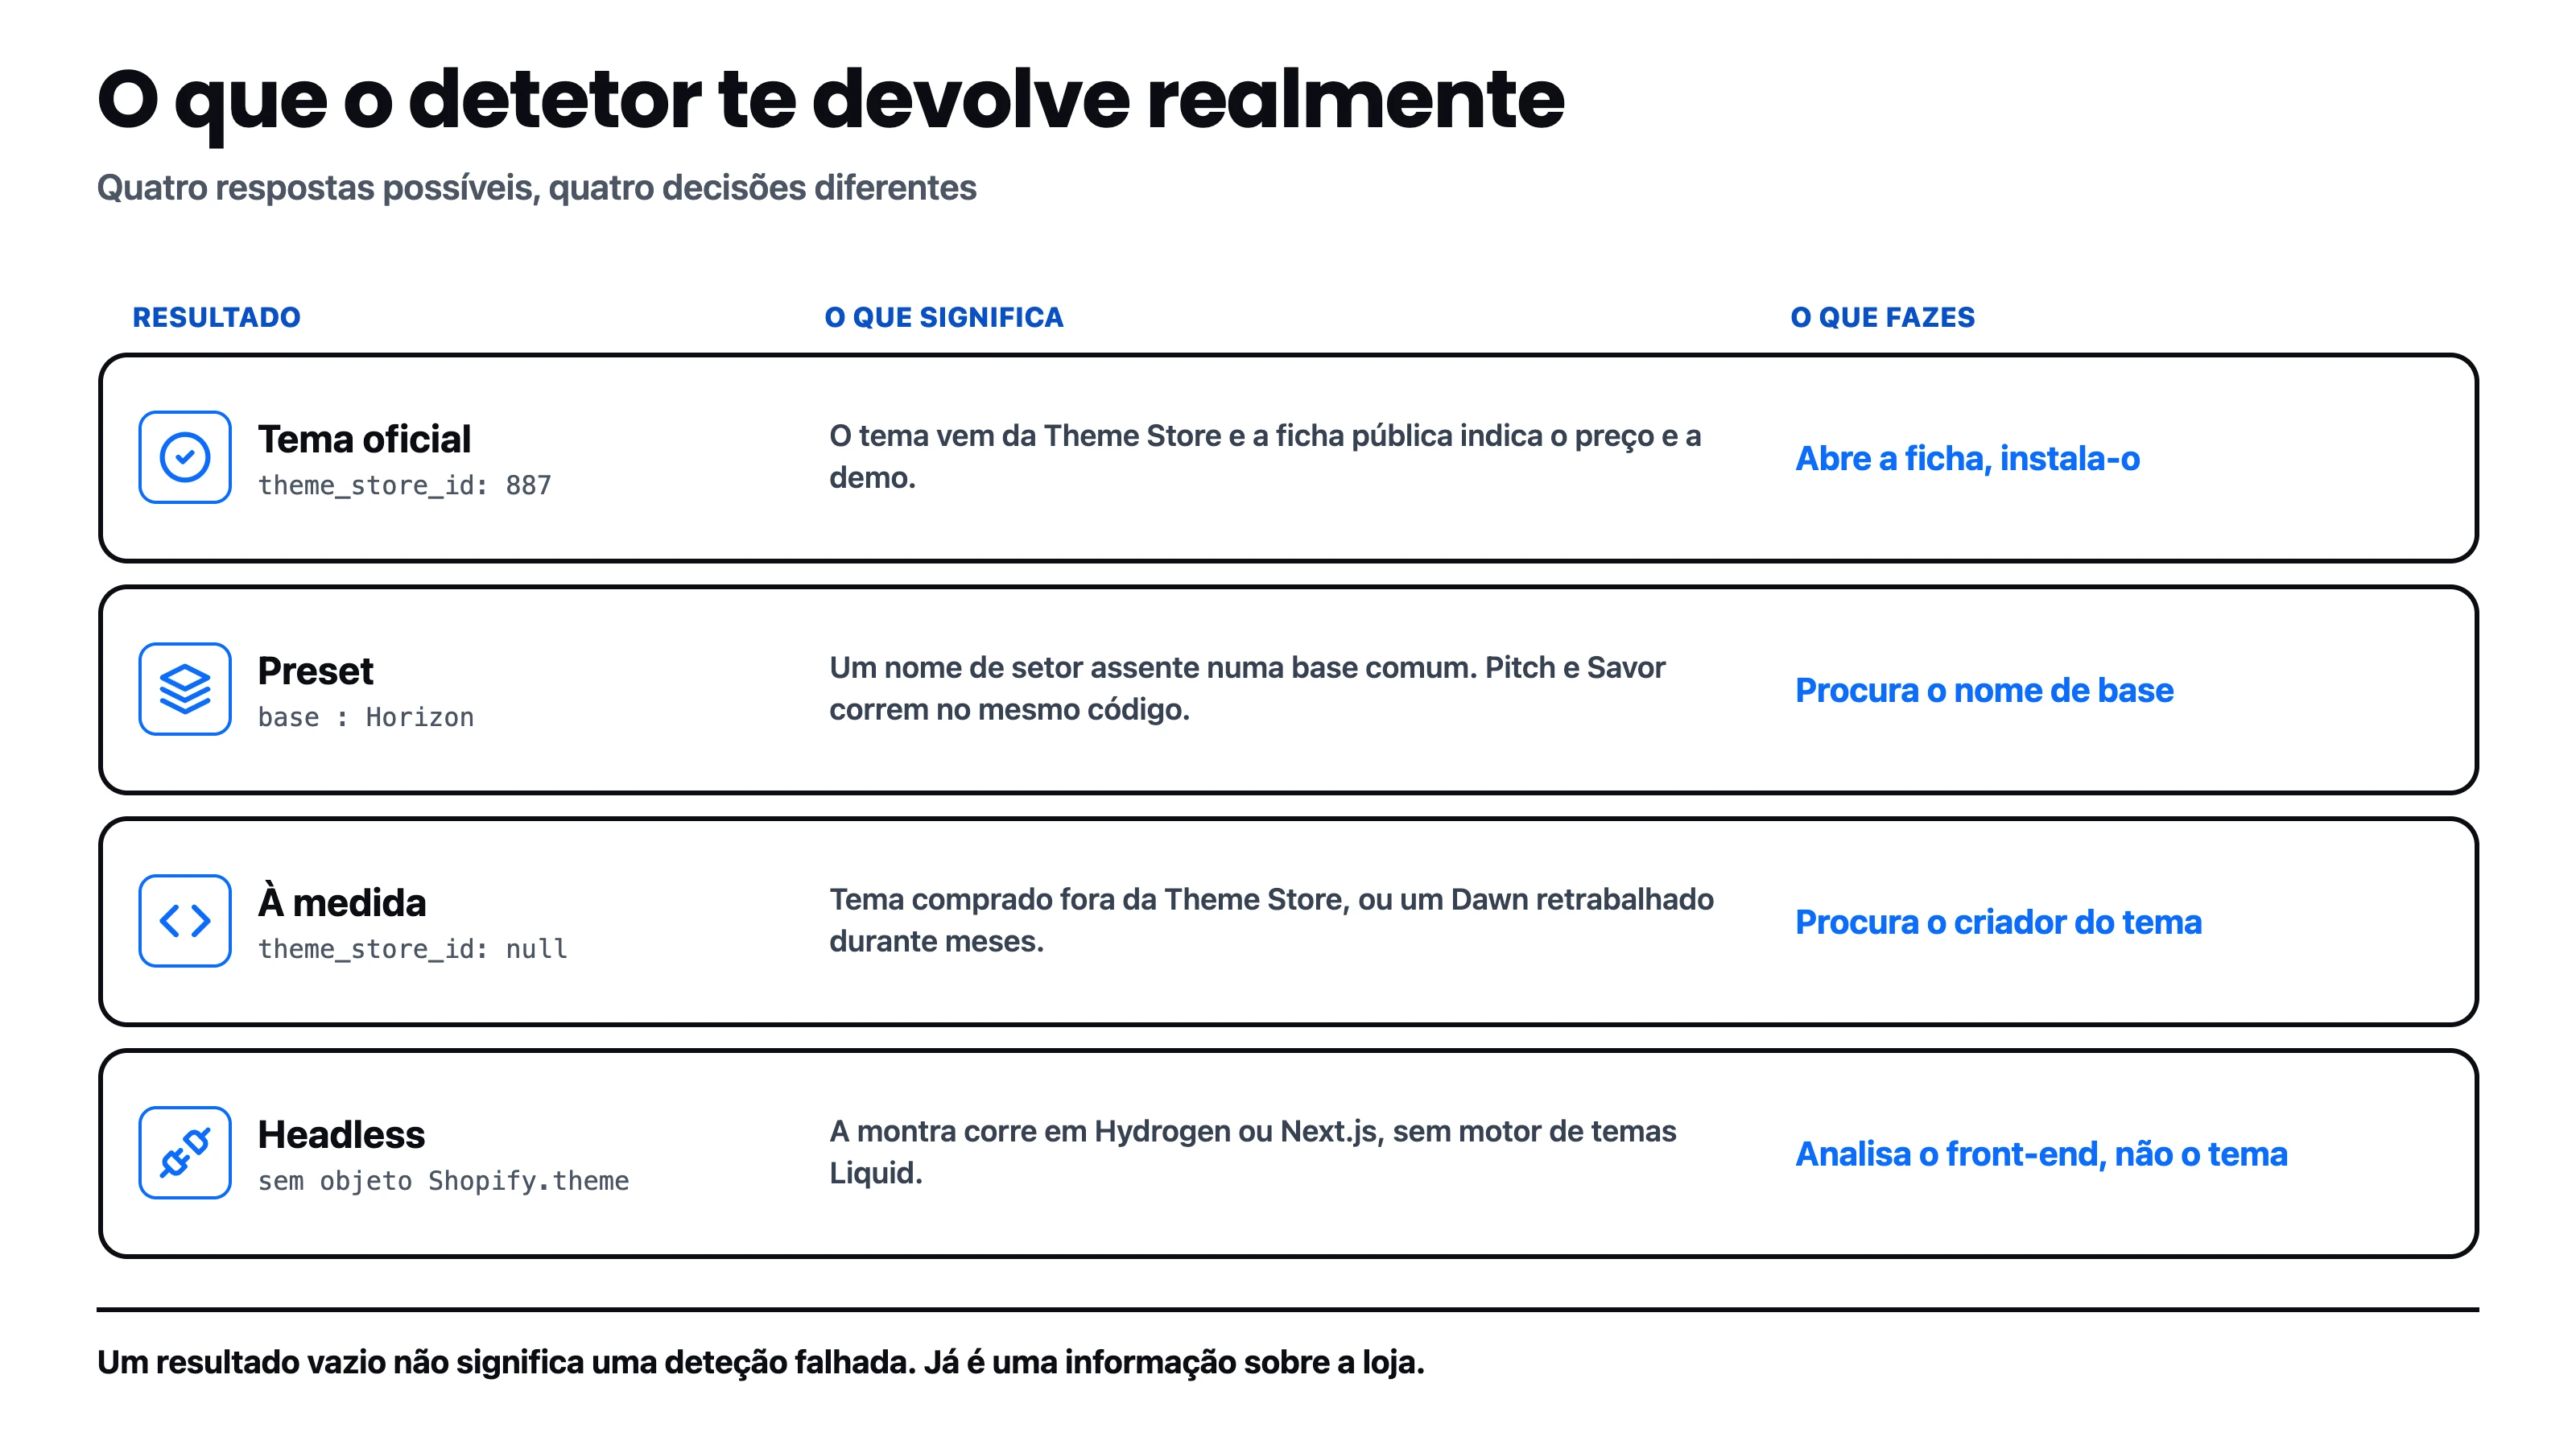 O que o detetor te devolve realmente
Quatro respostas possíveis, quatro decisões diferentes
RESULTADO
O QUE SIGNIFICA
O QUE FAZES
Tema oficial
theme_store_id: 887
O tema vem da Theme Store e a ficha pública indica o preço e a
demo.
Abre a ficha, instala-o
Preset
base : Horizon
Um nome de setor assente numa base comum. Pitch e Savor
correm no mesmo código.
Procura o nome de base
À medida
theme_store_id: null
Tema comprado fora da Theme Store, ou um Dawn retrabalhado
durante meses.
Procura o criador do tema
Headless
sem objeto Shopify.theme
A montra corre em Hydrogen ou Next.js, sem motor de temas
Liquid.
Analisa o front-end, não o tema
Um resultado vazio não significa uma deteção falhada. Já é uma informação sobre a loja.